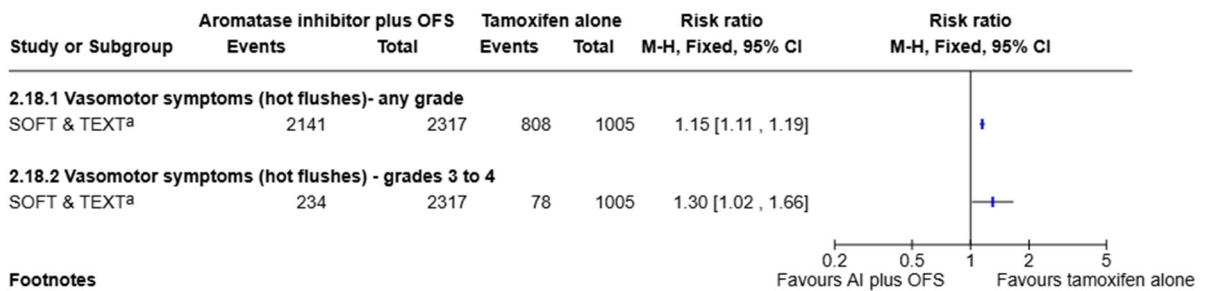 Aromatase inhibitor plus OFS Tamoxifen alone Risk ratio Risk ratio
Study or Subgroup Events Total Events Total M-H, Fixed, 95% CI M-H, Fixed, 95% CI
2.18.1 Vasomotor symptoms (hot flushes)- any grade
SOFT & TEXTᵃ 2141 2317 808 1005 1.15 [1.11 , 1.19]
2.18.2 Vasomotor symptoms (hot flushes) - grades 3 to 4
SOFT & TEXTᵃ 234 2317 78 1005 1.30 [1.02 , 1.66]
0.2 0.5 1 2 5
Footnotes Favours AI plus OFS Favours tamoxifen alone